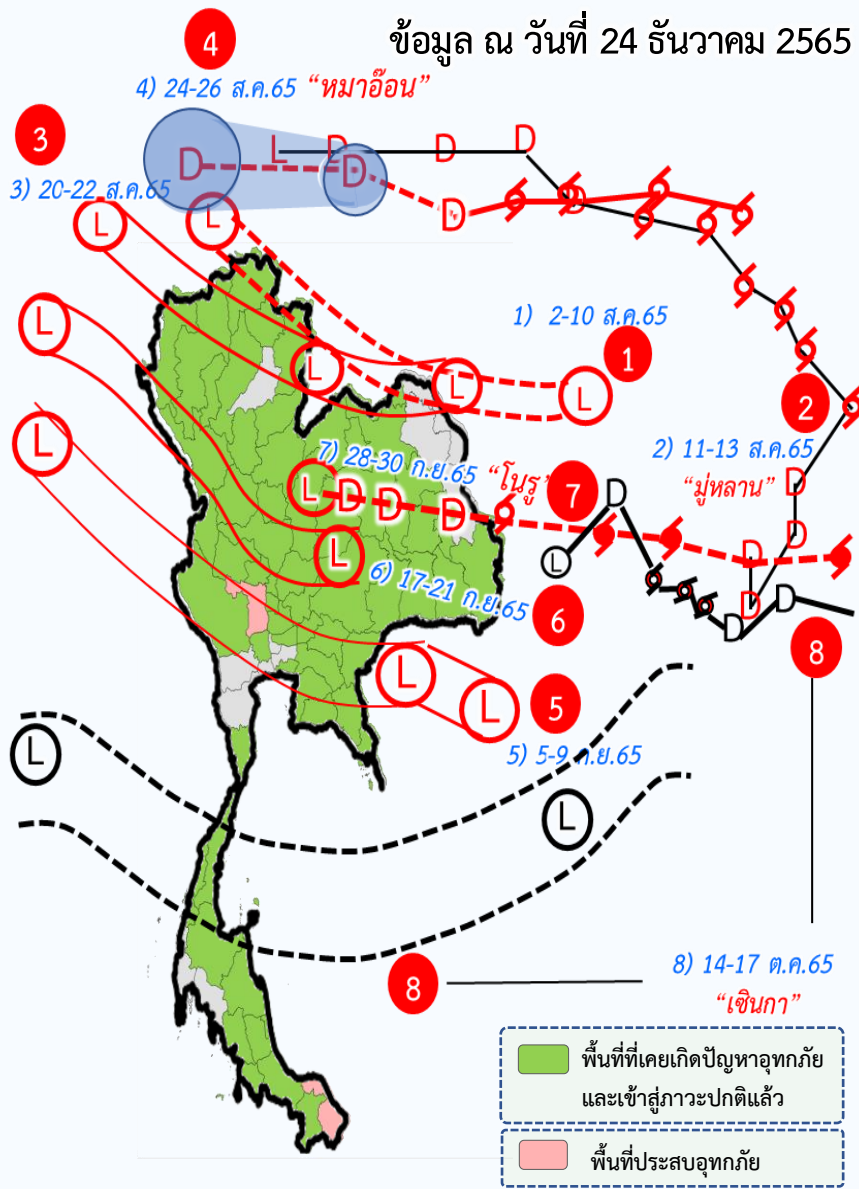 ข้อมูล ณ วันที่ 24 ธันวาคม 2565
4
4) 24-26 ส.ค.65 “หมาอ๊อน”
3
3) 20-22 ส.ค.65
D
L
D
D
D
D
D
D
D
L
L
L
1) 2-10 ส.ค.65
1
L
L
L
2
2) 11-13 ส.ค.65
“มู่หลาน”
D
D
D
D
L
7) 28-30 ก.ย.65 “โนรู”
7
L
D
D
D
D
L
L
6) 17-21 ก.ย.65
6
D
D
8
L
L
5
5) 5-9 ก.ย.65
L
L
8
8) 14-17 ต.ค.65
“เซินกา”
พื้นที่ที่เคยเกิดปัญหาอุทกภัย
และเข้าสู่ภาวะปกติแล้ว
พื้นที่ประสบอุทกภัย